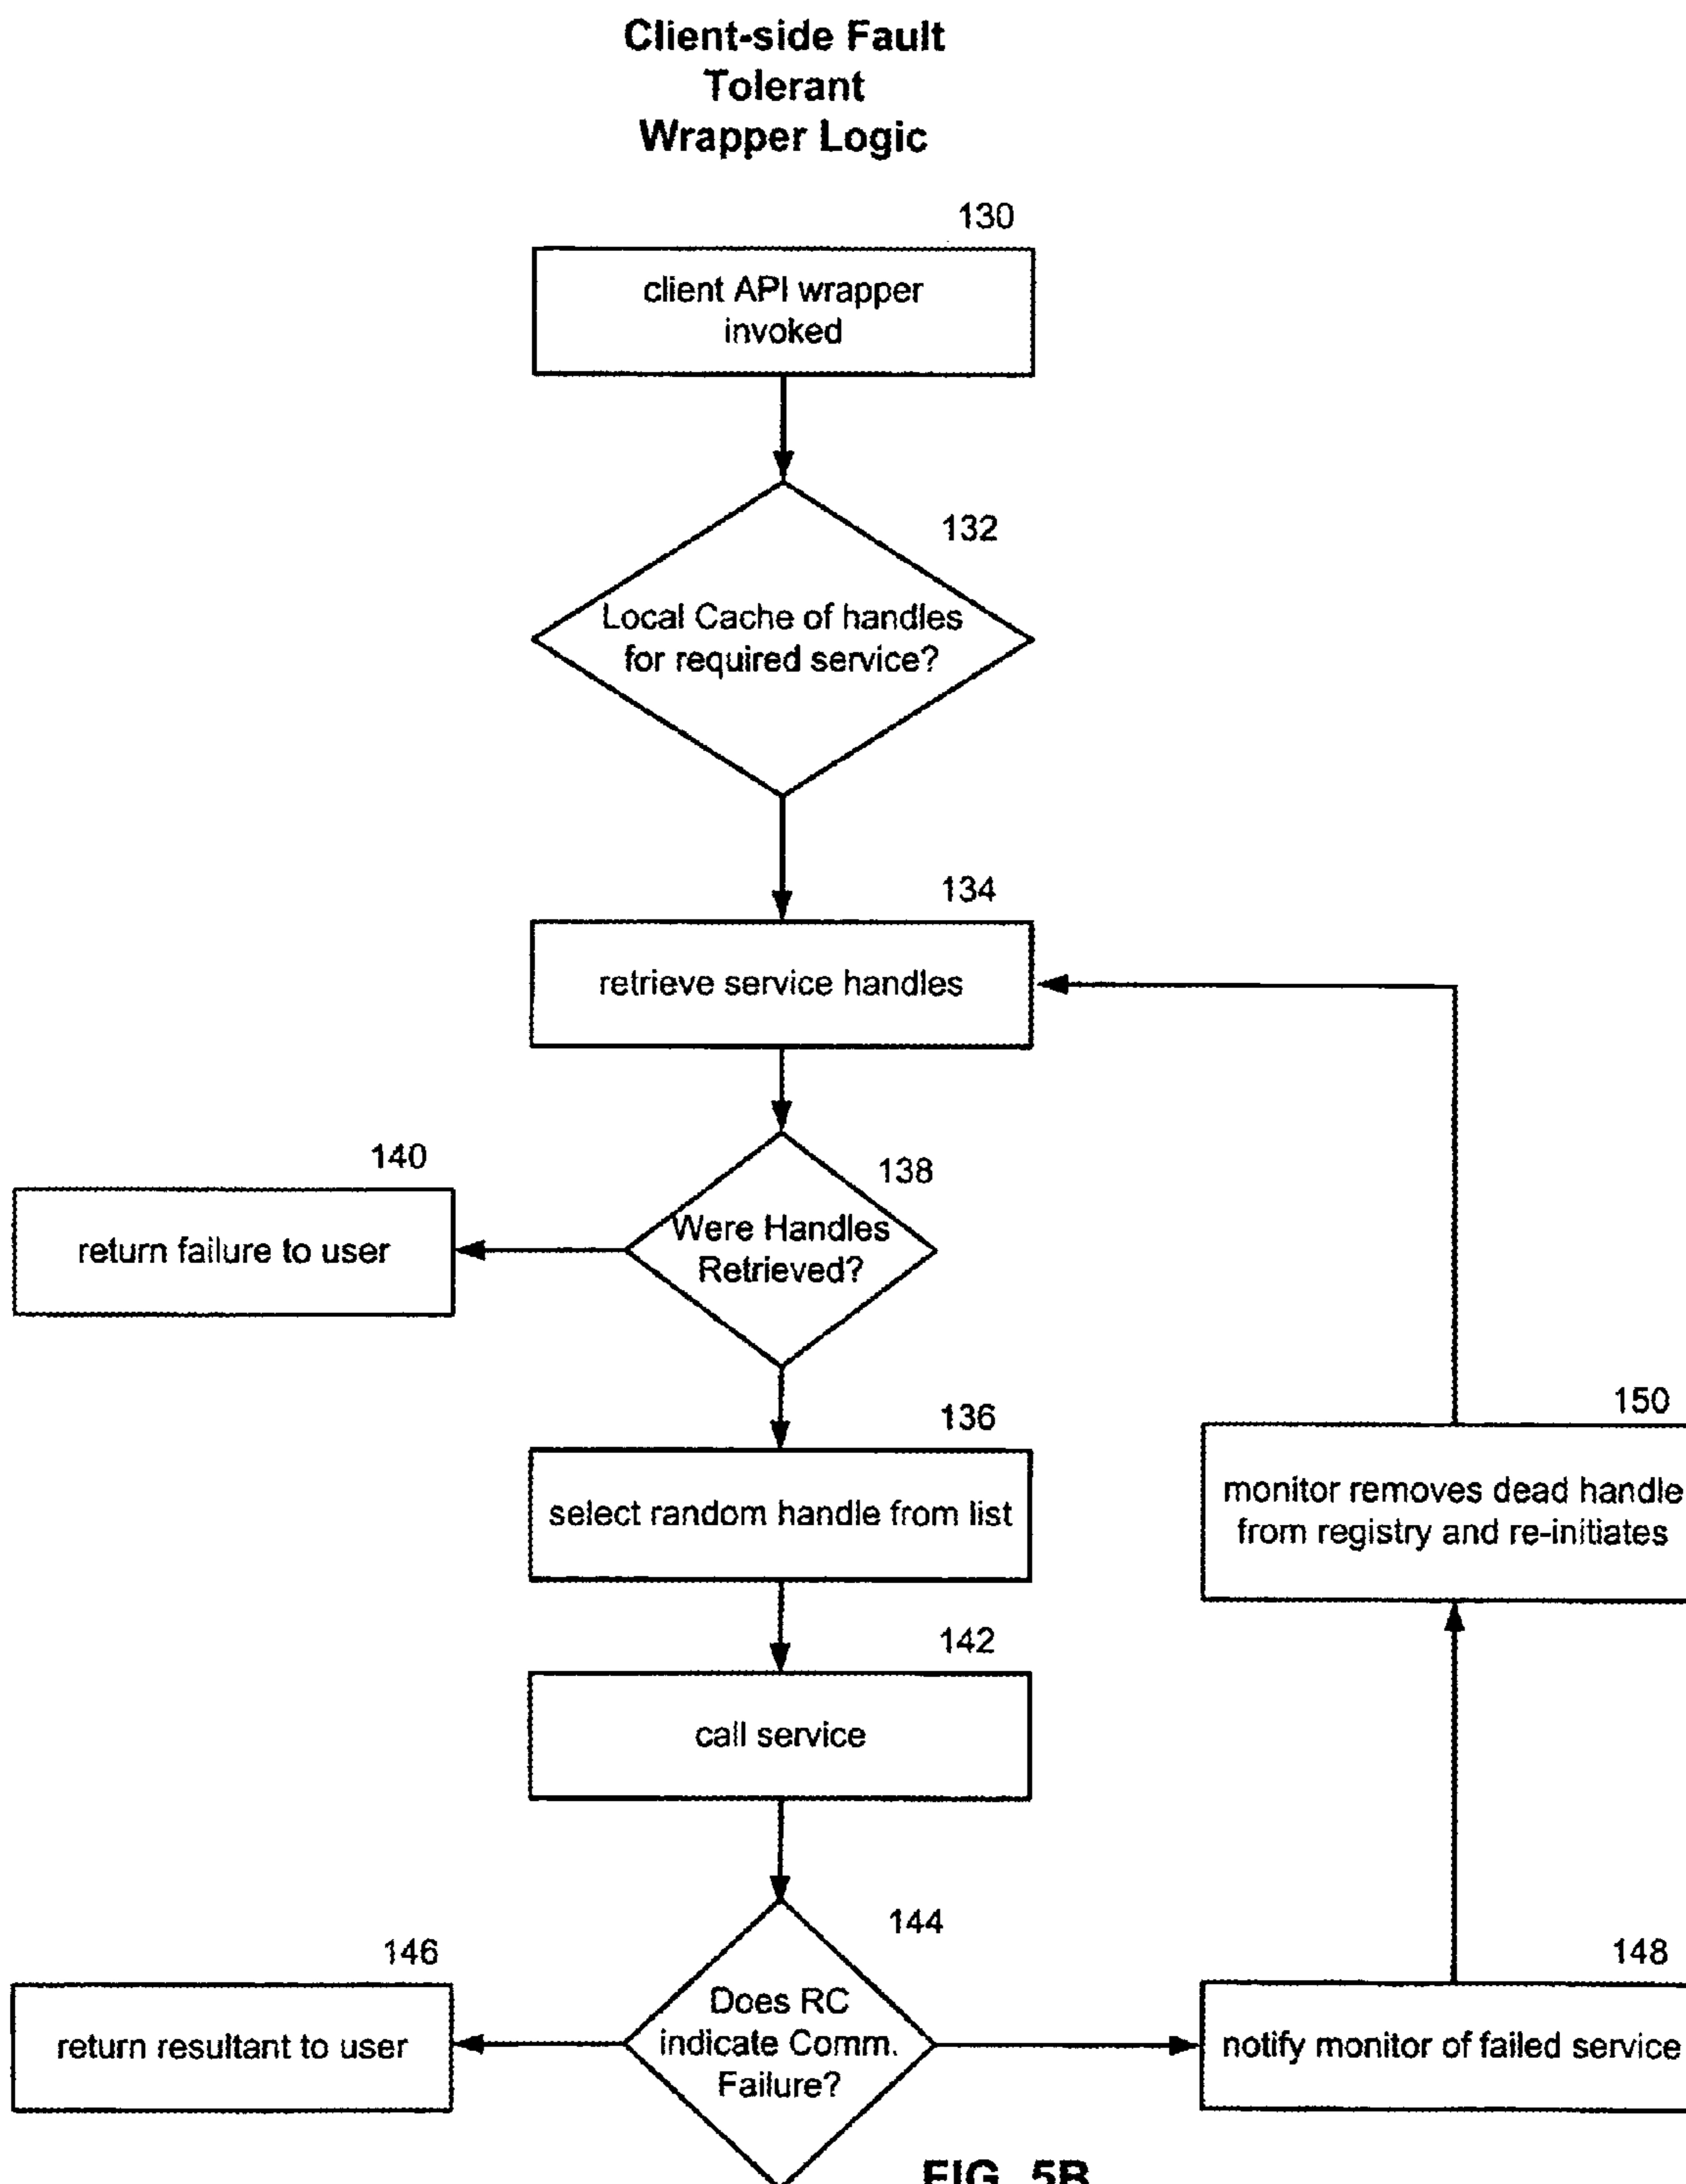 Client-side Fault
Tolerant
Wrapper Logic
130
client API wrapper
invoked
132
Local Cache of handles
for required service?
134
retrieve service handles
140
138
return failure to user
Were Handles
Retrieved?
136
select random handle from list
150
monitor removes dead handle
from registry and re-initiates
142
call service
144
146
148
return resultant to user
Does RC
indicate Comm.
Failure?
notify monitor of failed service
FIG. 5B